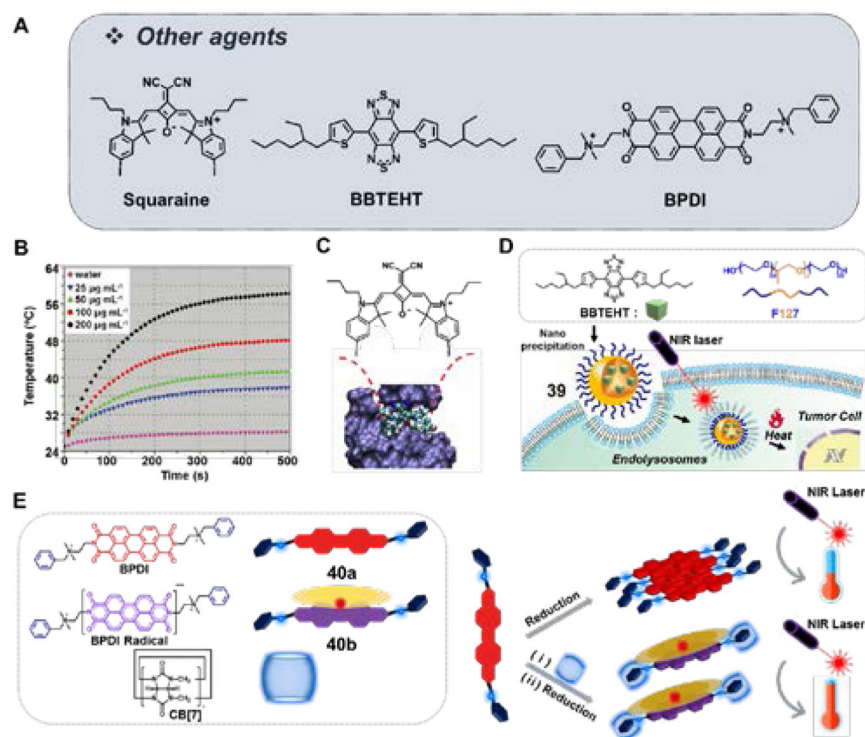 A
❖ Other agents
NC CN
Squaraine
BBTEHT
BPDI
B
64
56
48
40
32
24
Temperature (°C)
water
25 μg mL⁻¹
50 μg mL⁻¹
100 μg mL⁻¹
200 μg mL⁻¹
0 100 200 300 400 500
Time (s)
C
NC CN
D
BBTEHT :
F127
Nano
precipitation
NIR laser
39
Heat
Tumor Cell
Endolysosomes
E
BPDI
40a
BPDI Radical
40b
CB[7]
Reduction
(i)
(ii) Reduction
NIR Laser
NIR Laser